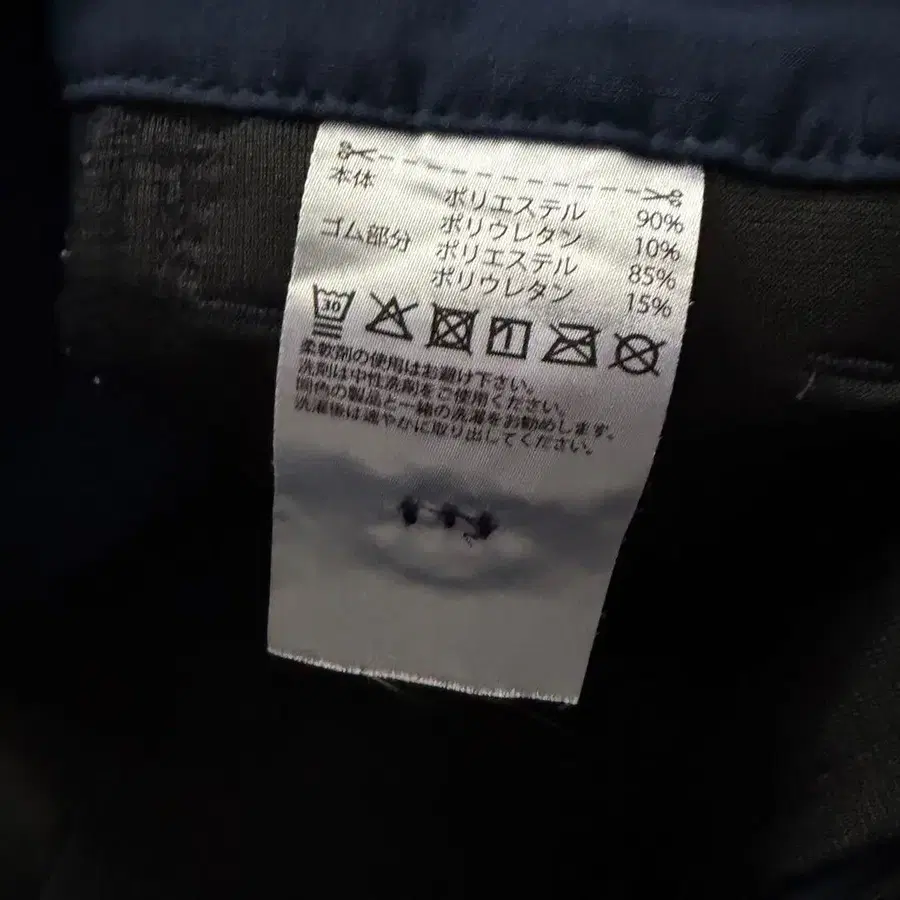 本体 ポリエステル 90%
ポリウレタン 10%
ゴム部分 ポリエステル 85%
ポリウレタン 15%
30
柔軟剤の使用はお避け下さい。
洗剤は中性洗剤をご使用ください。
同色の製品と一緒の洗濯をお勧めします。
洗濯後は速やかに取り出してください。